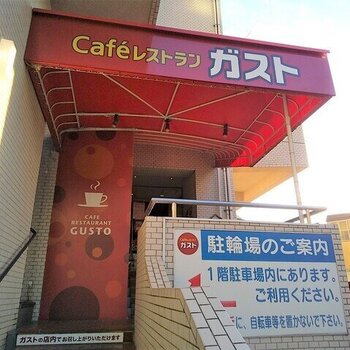 Caféレストラン ガスト
CAFE
RESTAURANT
GUSTO
ガストの店内でお召し上がりいただけます
ガスト
駐輪場のご案内
1階駐車場内にあります。
ご利用ください。
に、自転車等を置かないで下さい。